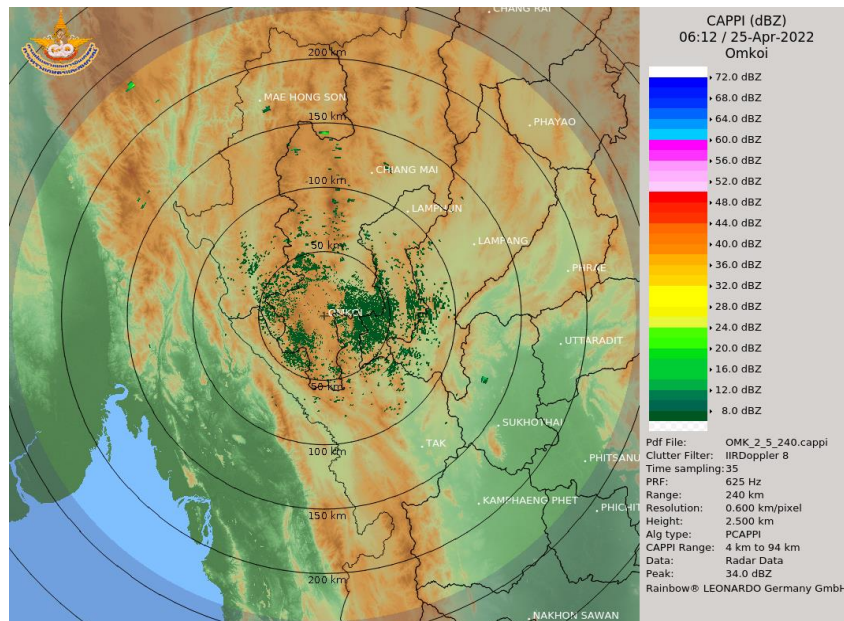 CHANG RAI
200 km
MAE HONG SON
150 km
PHAYAO
CHIANG MAI
100 km
LAMPHUN
50 km
LAMPANG
PHRAE
OMKOI
UTTARADIT
50 km
SUKHOTHAI
TAK
100 km
PHITSANU
KAMPHAENG PHET
PHICHIT
150 km
200 km
NAKHON SAWAN
CAPPI (dBZ)
06:12 / 25-Apr-2022
Omkoi
72.0 dBZ
68.0 dBZ
64.0 dBZ
60.0 dBZ
56.0 dBZ
52.0 dBZ
48.0 dBZ
44.0 dBZ
40.0 dBZ
36.0 dBZ
32.0 dBZ
28.0 dBZ
24.0 dBZ
20.0 dBZ
16.0 dBZ
12.0 dBZ
8.0 dBZ
Pdf File: OMK_2_5_240.cappi
Clutter Filter: IIRDoppler 8
Time sampling: 35
PRF: 625 Hz
Range: 240 km
Resolution: 0.600 km/pixel
Height: 2.500 km
Alg type: PCAPPI
CAPPI Range: 4 km to 94 km
Data: Radar Data
Peak: 34.0 dBZ
Rainbow® LEONARDO Germany GmbH